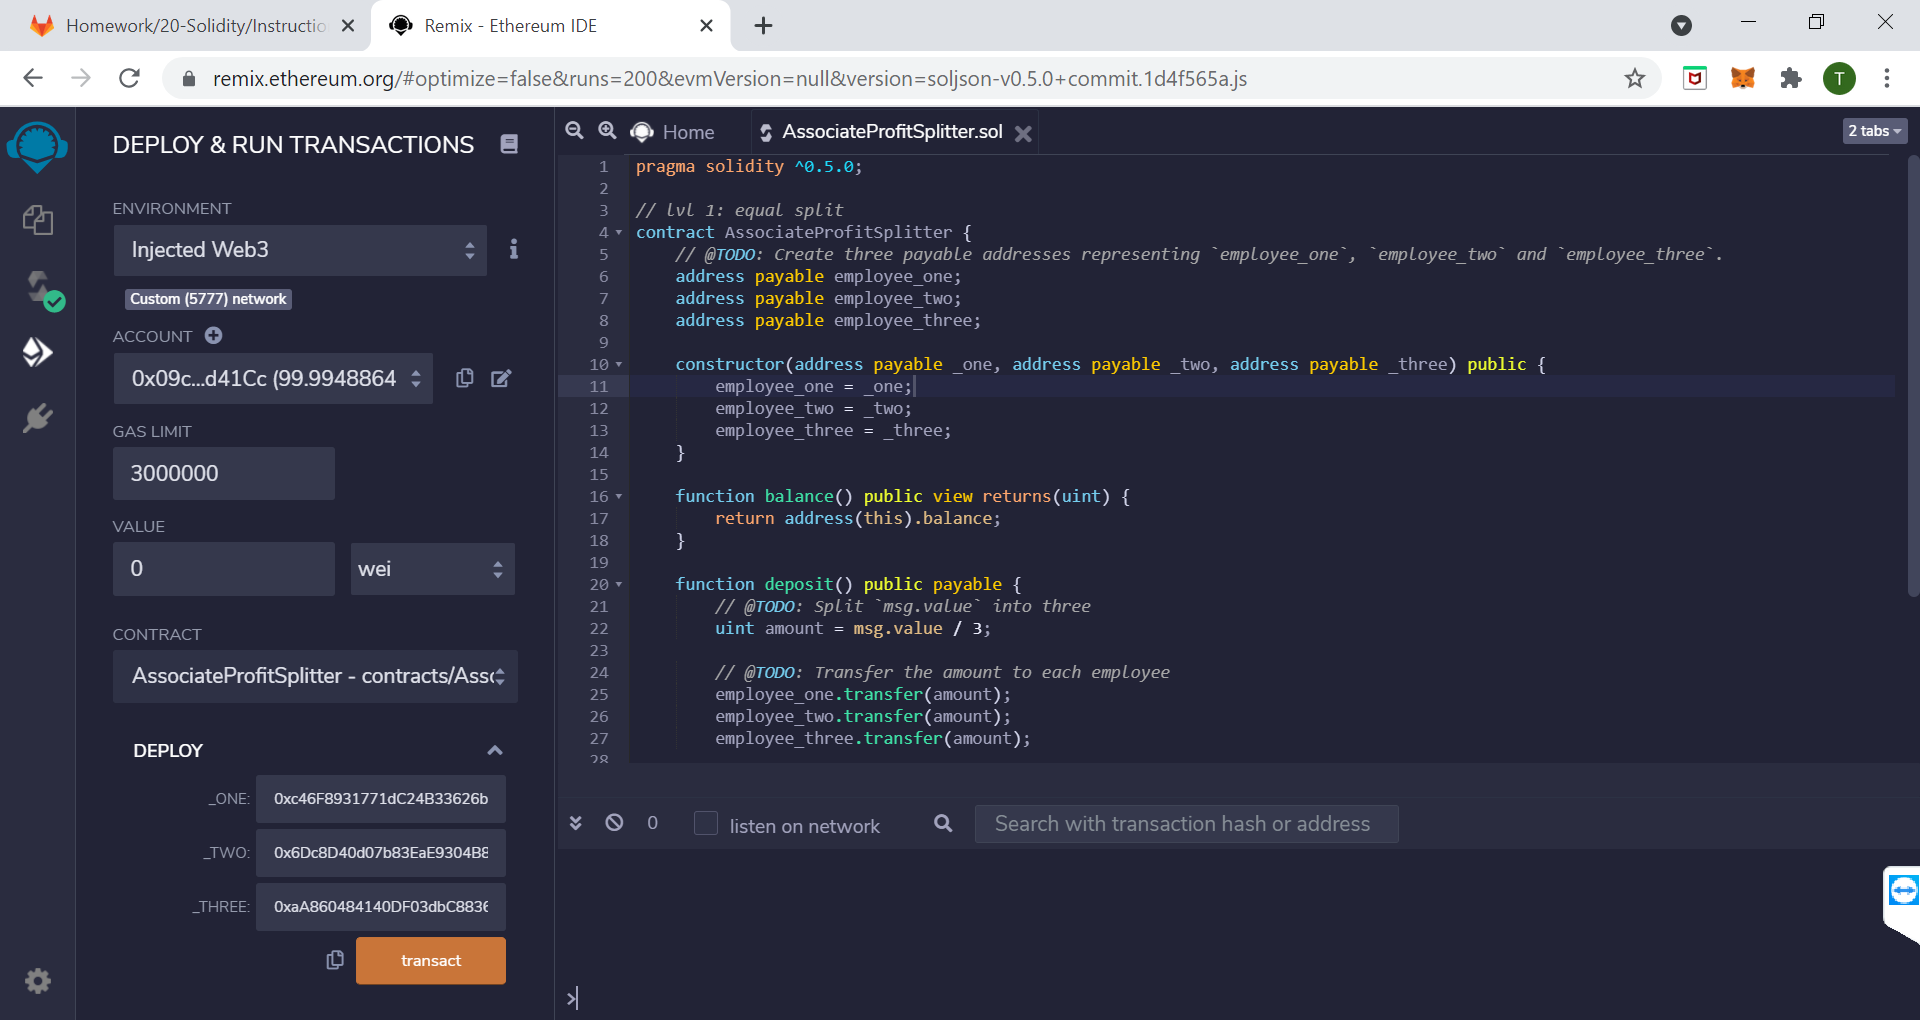 Homework/20-Solidity/Instructio
Remix - Ethereum IDE
remix.ethereum.org/#optimize=false&runs=200&evmVersion=null&version=soljson-v0.5.0+commit.1d4f565a.js
T
DEPLOY & RUN TRANSACTIONS
ENVIRONMENT
Injected Web3
Custom (5777) network
ACCOUNT
0x09c...d41Cc (99.9948864
GAS LIMIT
3000000
VALUE
0
wei
CONTRACT
AssociateProfitSplitter - contracts/Asso
DEPLOY
_ONE:
0xc46F8931771dC24B33626b
_TWO:
0x6Dc8D40d07b83EaE9304B8
_THREE:
0xaA860484140DF03dbC8836
transact
Home
AssociateProfitSplitter.sol
2 tabs
1 pragma solidity ^0.5.0;
2
3 // lvl 1: equal split
4 contract AssociateProfitSplitter {
5 // @TODO: Create three payable addresses representing `employee_one`, `employee_two` and `employee_three`.
6 address payable employee_one;
7 address payable employee_two;
8 address payable employee_three;
9
10 constructor(address payable _one, address payable _two, address payable _three) public {
11 employee_one = _one;
12 employee_two = _two;
13 employee_three = _three;
14 }
15
16 function balance() public view returns(uint) {
17 return address(this).balance;
18 }
19
20 function deposit() public payable {
21 // @TODO: Split `msg.value` into three
22 uint amount = msg.value / 3;
23
24 // @TODO: Transfer the amount to each employee
25 employee_one.transfer(amount);
26 employee_two.transfer(amount);
27 employee_three.transfer(amount);
28
0
listen on network
Search with transaction hash or address
>